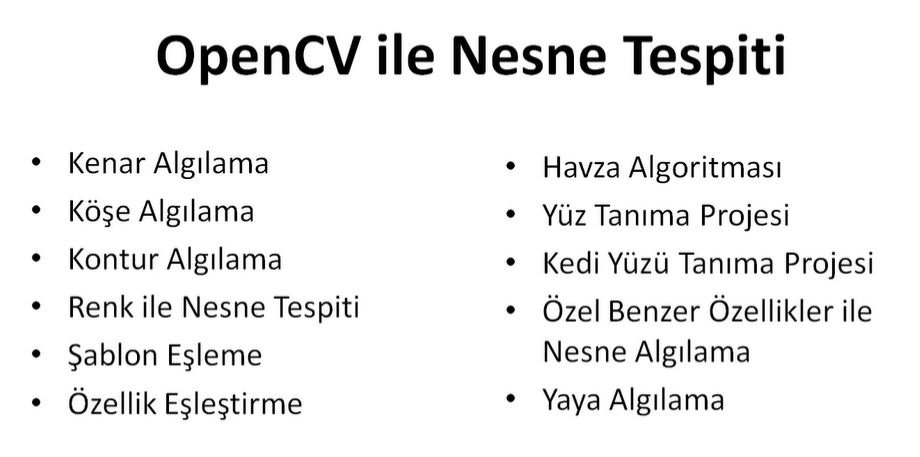 OpenCV ile Nesne Tespiti
• Kenar Algılama
• Köşe Algılama
• Kontur Algılama
• Renk ile Nesne Tespiti
• Şablon Eşleme
• Özellik Eşleştirme
• Havza Algoritması
• Yüz Tanıma Projesi
• Kedi Yüzü Tanıma Projesi
• Özel Benzer Özellikler ile
Nesne Algılama
• Yaya Algılama